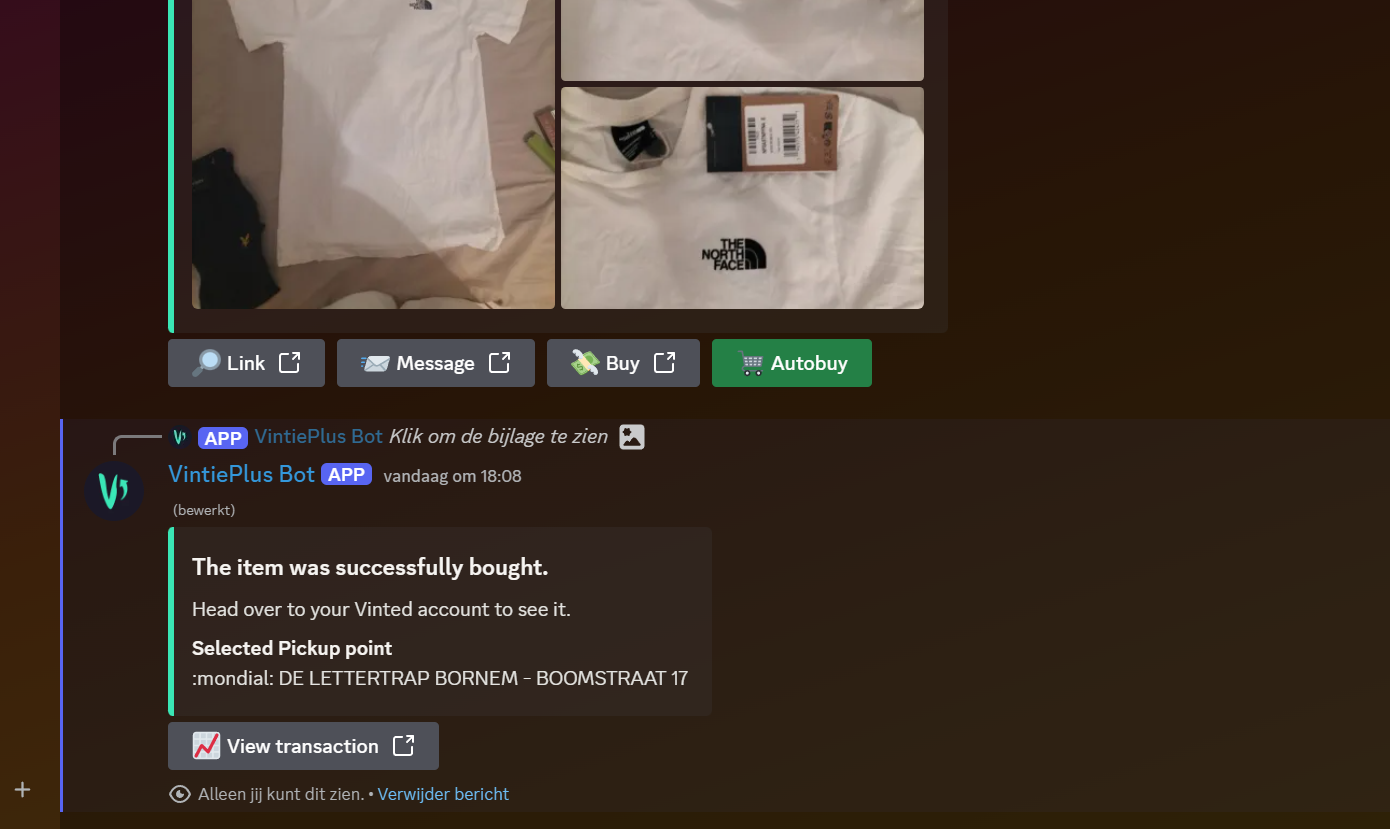 THE
NORTH
FACE
Link
Message
Buy
Autobuy
APP VintiePlus Bot Klik om de bijlage te zien
VintiePlus Bot APP vandaag om 18:08
(bewerkt)
The item was successfully bought.
Head over to your Vinted account to see it.
Selected Pickup point
:mondial: DE LETTERTRAP BORNEM - BOOMSTRAAT 17
View transaction
Alleen jij kunt dit zien. • Verwijder bericht